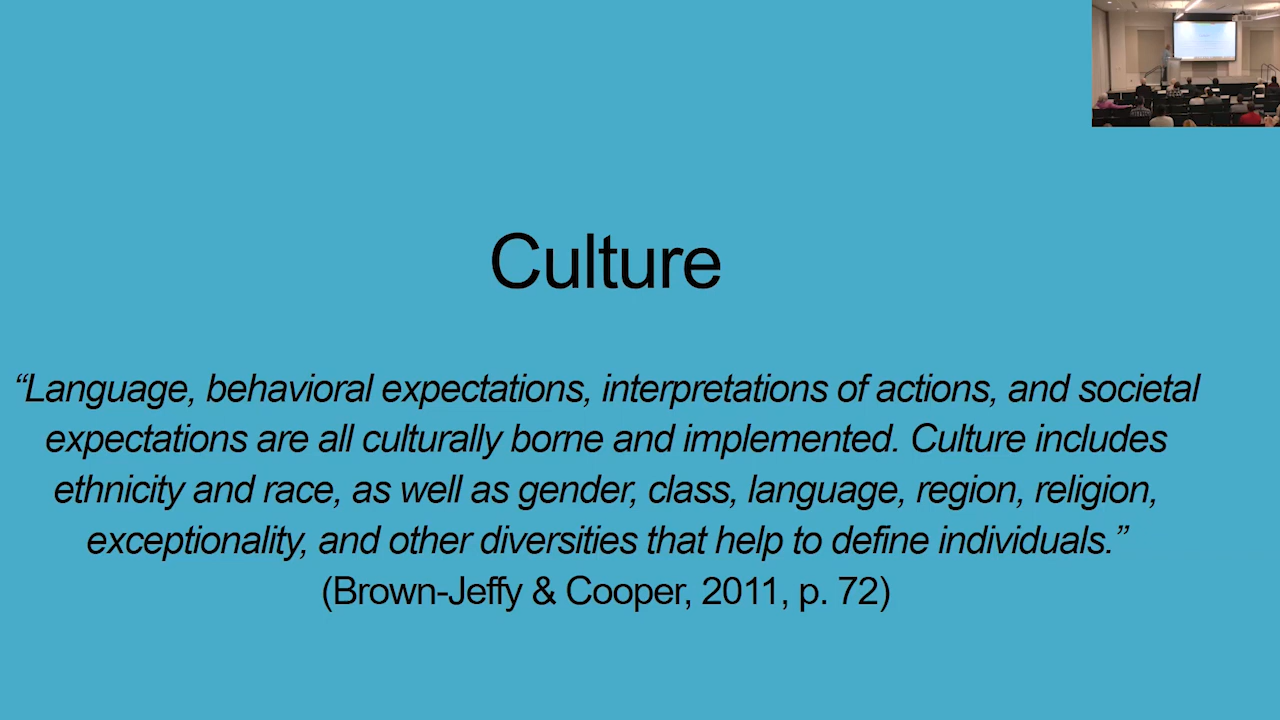 Culture
“Language, behavioral expectations, interpretations of actions, and societal
expectations are all culturally borne and implemented. Culture includes
ethnicity and race, as well as gender, class, language, region, religion,
exceptionality, and other diversities that help to define individuals.”
(Brown-Jeffy & Cooper, 2011, p. 72)